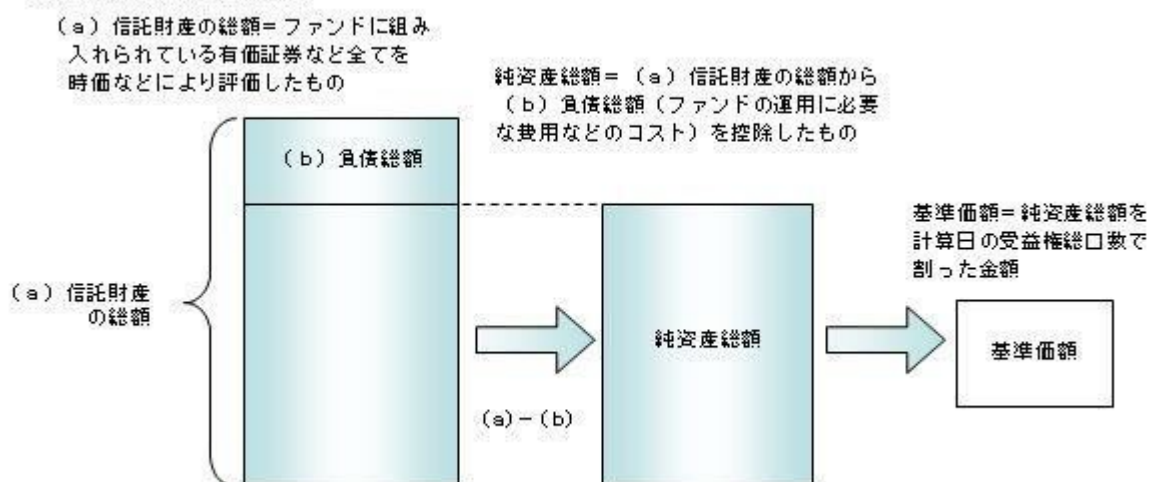 （a）信託財産の総額＝ファンドに組み
入れられている有価証券など全てを
時価などにより評価したもの
純資産総額＝（a）信託財産の総額から
（b）負債総額（ファンドの運用に必要
な費用などのコスト）を控除したもの
（b）負債総額
基準価額＝純資産総額を
計算日の受益権総口数で
割った金額
（a）信託財産
の総額
純資産総額
基準価額
（a）－（b）